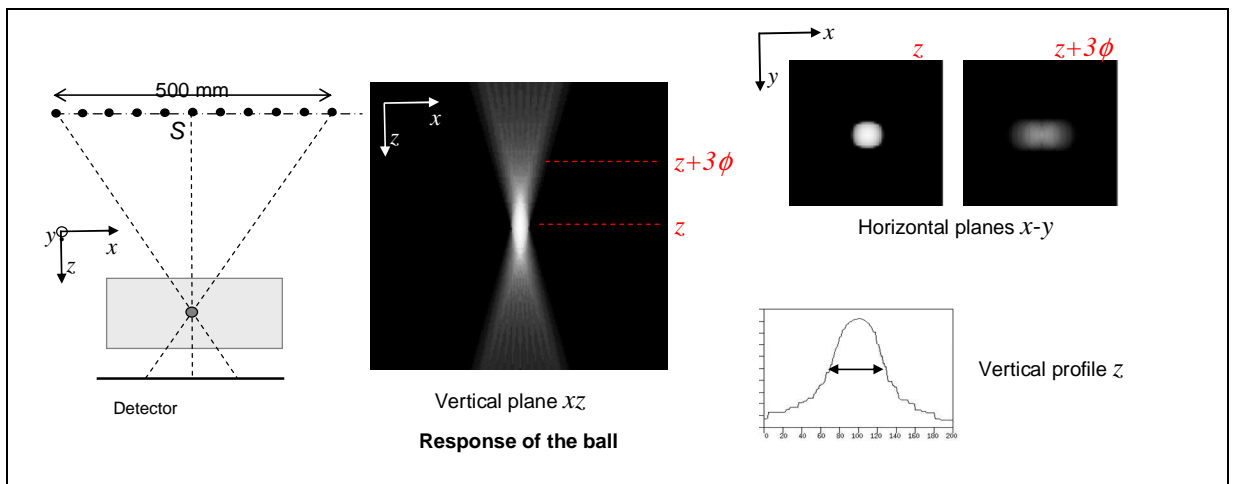 500 mm
S
y
x
z
Detector
x
z
z+3ϕ
z
Vertical plane xz
Response of the ball
x
y
z
z+3ϕ
Horizontal planes x-y
Vertical profile z
0 20 40 60 80 100 120 140 160 180 200